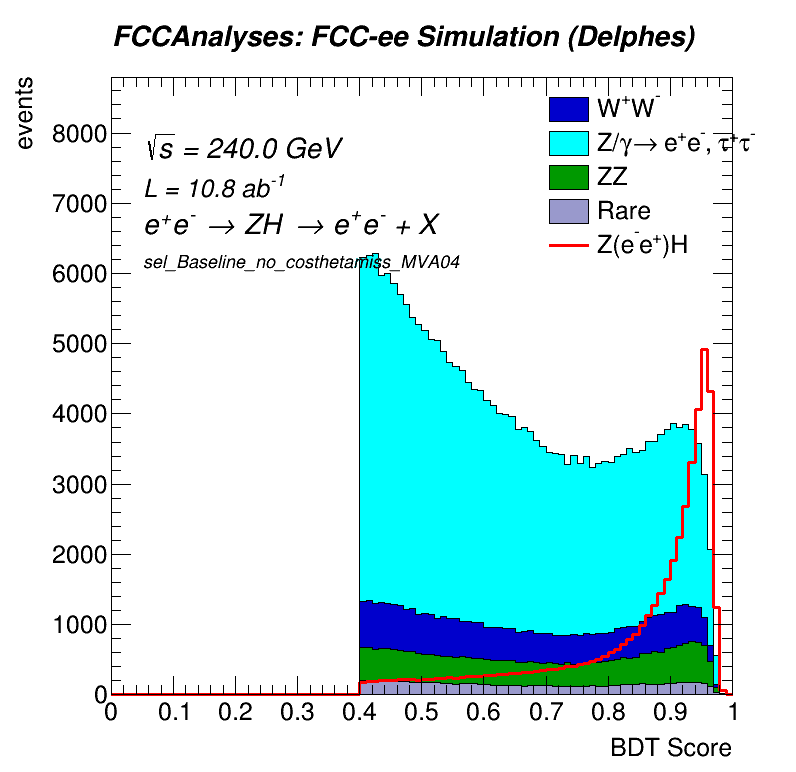 FCCAnalyses: FCC-ee Simulation (Delphes)
events
√s = 240.0 GeV
L = 10.8 ab⁻¹
e⁺e⁻ → ZH → e⁺e⁻ + X
sel_Baseline_no_costhetamiss_MVA04
W⁺W⁻
Z/γ→ e⁺e⁻, τ⁺τ⁻
ZZ
Rare
Z(e⁻e⁺)H
8000
7000
6000
5000
4000
3000
2000
1000
0
0 0.1 0.2 0.3 0.4 0.5 0.6 0.7 0.8 0.9 1
BDT Score